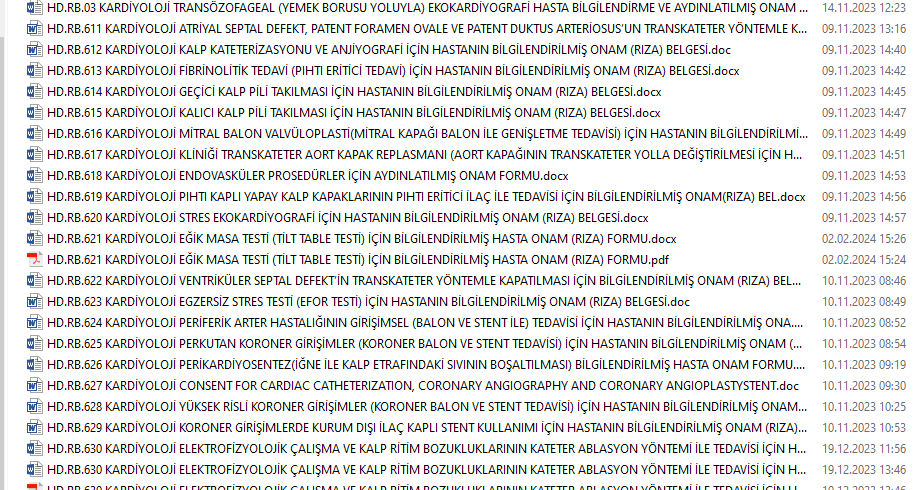 HD.RB.03 KARDİYOLOJİ TRANSÖZOFAGEAL (YEMEK BORUSU YOLUYLA) EKOKARDİYOGRAFİ HASTA BİLGİLENDİRME VE AYDINLATILMIŞ ONAM ... 14.11.2023 12:23
HD.RB.611 KARDİYOLOJİ ATRİYAL SEPTAL DEFEKT, PATENT FORAMEN OVALE VE PATENT DUKTUS ARTERİOSUS'UN TRANSKATETER YÖNTEMLE K... 09.11.2023 13:16
HD.RB.612 KARDİYOLOJİ KALP KATETERİZASYONU VE ANJİYOGRAFİ İÇİN HASTANIN BİLGİLENDİRİLMİŞ ONAM (RIZA) BELGESİ.doc 09.11.2023 14:40
HD.RB.613 KARDİYOLOJİ FİBRİNOLİTİK TEDAVİ (PIHTI ERİTİCİ TEDAVİ) İÇİN HASTANIN BİLGİLENDİRİLMİŞ ONAM (RIZA) BELGESİ.docx 09.11.2023 14:42
HD.RB.614 KARDİYOLOJİ GEÇİCİ KALP PİLİ TAKILMASI İÇİN HASTANIN BİLGİLENDİRİLMİŞ ONAM (RIZA) BELGESİ.docx 09.11.2023 14:45
HD.RB.615 KARDİYOLOJİ KALICI KALP PİLİ TAKILMASI İÇİN HASTANIN BİLGİLENDİRİLMİŞ ONAM (RIZA) BELGESİ.docx 09.11.2023 14:47
HD.RB.616 KARDİYOLOJİ MİTRAL BALON VALVÜLOPLASTİ(MİTRAL KAPAĞI BALON İLE GENİŞLETME TEDAVİSİ) İÇİN HASTANIN BİLGİLENDİRİLMİ... 09.11.2023 14:49
HD.RB.617 KARDİYOLOJİ KLİNİĞİ TRANSKATETER AORT KAPAK REPLASMANI (AORT KAPAĞININ TRANSKATETER YOLLA DEĞİŞTİRİLMESİ İÇİN H... 09.11.2023 14:51
HD.RB.618 KARDİYOLOJİ ENDOVASKÜLER PROSEDÜRLER İÇİN AYDINLATILMIŞ ONAM FORMU.docx 09.11.2023 14:53
HD.RB.619 KARDİYOLOJİ PIHTI KAPLI YAPAY KALP KAPAKLARININ PIHTI ERİTİCİ İLAÇ İLE TEDAVİSİ İÇİN BİLGİLENDİRİLMİŞ ONAM(RIZA) BEL.docx 09.11.2023 14:56
HD.RB.620 KARDİYOLOJİ STRES EKOKARDİYOGRAFİ İÇİN HASTANIN BİLGİLENDİRİLMİŞ ONAM (RIZA) BELGESİ.docx 09.11.2023 14:57
HD.RB.621 KARDİYOLOJİ EĞİK MASA TESTİ (TİLT TABLE TESTİ) İÇİN BİLGİLENDİRİLMİŞ HASTA ONAM (RIZA) FORMU.docx 02.02.2024 15:26
HD.RB.621 KARDİYOLOJİ EĞİK MASA TESTİ (TİLT TABLE TESTİ) İÇİN BİLGİLENDİRİLMİŞ HASTA ONAM (RIZA) FORMU.pdf 02.02.2024 15:24
HD.RB.622 KARDİYOLOJİ VENTRİKÜLER SEPTAL DEFEKT'İN TRANSKATETER YÖNTEMLE KAPATILMASI İÇİN BİLGİLENDİRİLMİŞ ONAM (RIZA) BEL... 10.11.2023 08:46
HD.RB.623 KARDİYOLOJİ EGZERSİZ STRES TESTİ (EFOR TESTİ) İÇİN HASTANIN BİLGİLENDİRİLMİŞ ONAM (RIZA) BELGESİ.doc 10.11.2023 08:49
HD.RB.624 KARDİYOLOJİ PERİFERİK ARTER HASTALIĞININ GİRİŞİMSEL (BALON VE STENT İLE) TEDAVİSİ İÇİN HASTANIN BİLGİLENDİRİLMİŞ ONA.... 10.11.2023 08:52
HD.RB.625 KARDİYOLOJİ PERKUTAN KORONER GİRİŞİMLER (KORONER BALON VE STENT TEDAVİSİ) İÇİN HASTANIN BİLGİLENDİRİLMİŞ ONAM (... 10.11.2023 08:54
HD.RB.626 KARDİYOLOJİ PERİKARDİYOSENTEZ(İĞNE İLE KALP ETRAFINDAKİ SIVININ BOŞALTILMASI) BİLGİLENDİRİLMİŞ HASTA ONAM FORMU.... 10.11.2023 09:19
HD.RB.627 KARDİYOLOJİ CONSENT FOR CARDIAC CATHETERIZATION, CORONARY ANGIOGRAPHY AND CORONARY ANGIOPLASTYSTENT.doc 10.11.2023 09:30
HD.RB.628 KARDİYOLOJİ YÜKSEK RİSLİ KORONER GİRİŞİMLER (KORONER BALON VE STENT TEDAVİSİ) İÇİN HASTANIN BİLGİLENDİRİLMİŞ ONAM... 10.11.2023 10:25
HD.RB.629 KARDİYOLOJİ KORONER GİRİŞİMLERDE KURUM DIŞI İLAÇ KAPLI STENT KULLANIMI İÇİN HASTANIN BİLGİLENDİRİLMİŞ ONAM (RIZA)... 10.11.2023 10:53
HD.RB.630 KARDİYOLOJİ ELEKTROFİZYOLOJİK ÇALIŞMA VE KALP RİTİM BOZUKLUKLARININ KATETER ABLASYON YÖNTEMİ İLE TEDAVİSİ İÇİN H... 19.12.2023 11:56
HD.RB.630 KARDİYOLOJİ ELEKTROFİZYOLOJİK ÇALIŞMA VE KALP RİTİM BOZUKLUKLARININ KATETER ABLASYON YÖNTEMİ İLE TEDAVİSİ İÇİN H... 19.12.2023 13:46